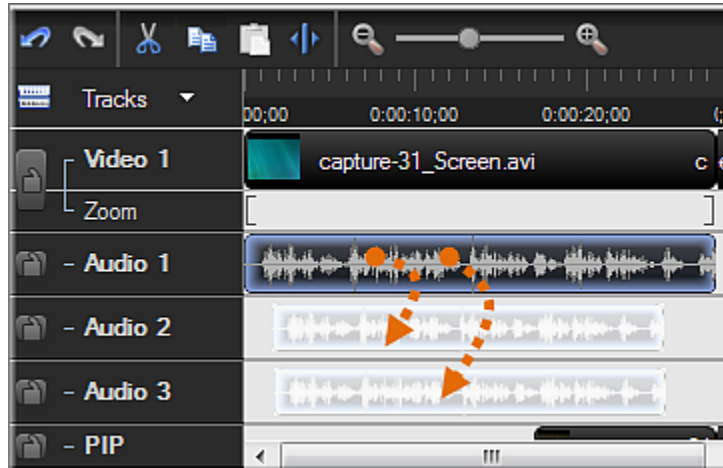 Tracks
00;00 0:00:10;00 0:00:20;00
Video 1
capture-31_Screen.avi c
Zoom
Audio 1
Audio 2
Audio 3
PIP